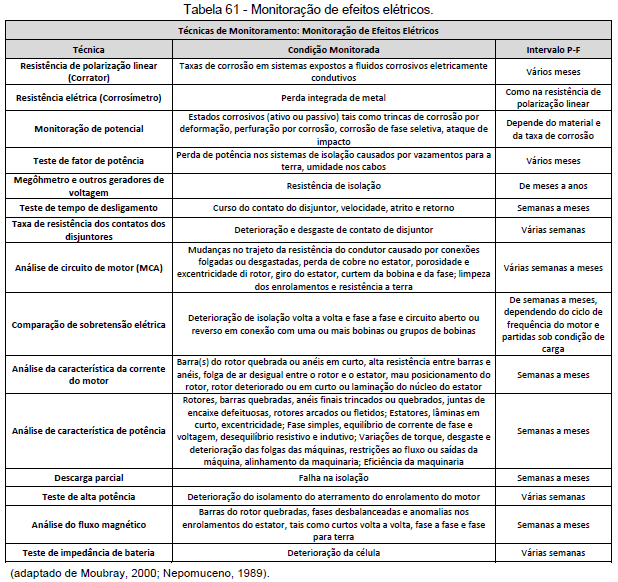 Tabela 61 - Monitoração de efeitos elétricos.
Técnicas de Monitoramento: Monitoração de Efeitos Elétricos
Técnica Condição Monitorada Intervalo P-F
Resistência de polarização linear
(Corrator)
Taxas de corrosão em sistemas expostos a fluidos corrosivos eletricamente
condutivos
Vários meses
Resistência elétrica (Corrosímetro)
Perda integrada de metal
Como na resistência de
polarização linear
Monitoração de potencial
Estados corrosivos (ativo ou passivo) tais como trincas de corrosão por
deformação, perfuração por corrosão, corrosão de fase seletiva, ataque de
impacto
Depende do material e
da taxa de corrosão
Teste de fator de potência
Perda de potência nos sistemas de isolação causados por vazamentos para a
terra, umidade nos cabos
Vários meses
Megôhmetro e outros geradores de
voltagem
Resistência de isolação
De meses a anos
Teste de tempo de desligamento
Curso do contato do disjuntor, velocidade, atrito e retorno
Semanas a meses
Taxa de resistência dos contatos dos
disjuntores
Deterioração e desgaste de contato de disjuntor
Várias semanas
Análise de circuito de motor (MCA)
Mudanças no trajeto da resistência do condutor causado por conexões
folgadas ou desgastadas, perda de cobre no estator, porosidade e
excentricidade di rotor, giro do estator, curtem da bobina e da fase; limpeza
dos enrolamentos e resistência a terra
Várias semanas a meses
Comparação de sobretensão elétrica
Deterioração de isolação volta a volta e fase a fase e circuito aberto ou
reverso em conexão com uma ou mais bobinas ou grupos de bobinas
De semanas a meses,
dependendo do ciclo de
frequência do motor e
partidas sob condição de
carga
Análise da característica da corrente
do motor
Barra(s) do rotor quebrada ou anéis em curto, alta resistência entre barras e
anéis, folga de ar desigual entre o rotor e o estator, mau posicionamento do
rotor, rotor deteriorado ou em curto ou laminação do núcleo do estator
Semanas a meses
Análise de característica de potência
Rotores, barras quebradas, anéis finais trincados ou quebrados, juntas de
encaixe defeituosas, rotores arcados ou fletidos; Estatores, lâminas em
curto, excentricidade; Fase simples, equilíbrio de corrente de fase e
voltagem, desequilíbrio resistivo e indutivo; Variações de torque, desgaste e
deterioração das folgas das máquinas, restrições ao fluxo ou saídas da
máquina, alinhamento da maquinaria; Eficiência da maquinaria
Semanas a meses
Descarga parcial
Falha na isolação
Semanas a meses
Teste de alta potência
Deterioração do isolamento do aterramento do enrolamento do motor
Várias semanas
Análise do fluxo magnético
Barras do rotor quebradas, fases desbalanceadas e anomalias nos
enrolamentos do estator, tais como curtos volta a volta, fase a fase e fase
para terra
Semanas a meses
Teste de impedância de bateria
Deterioração da célula
Várias semanas
(adaptado de Moubray, 2000; Nepomuceno, 1989).